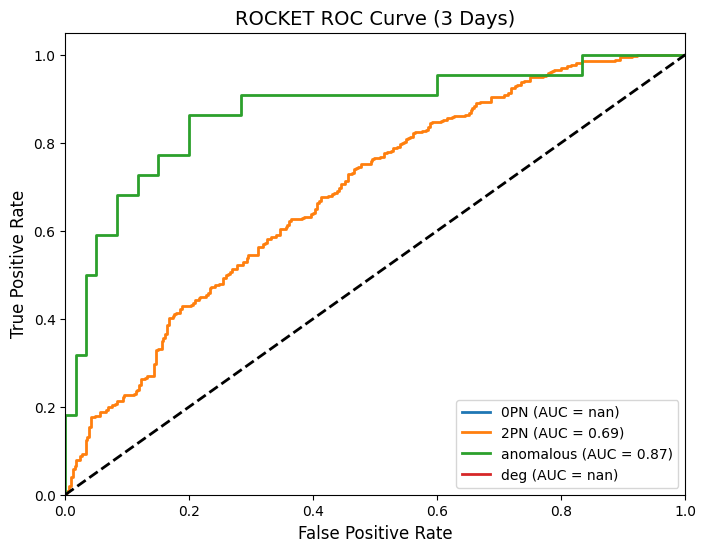 ROCKET ROC Curve (3 Days)
True Positive Rate
1.0
0.8
0.6
0.4
0.2
0.0
0PN (AUC = nan)
2PN (AUC = 0.69)
anomalous (AUC = 0.87)
deg (AUC = nan)
0.0 0.2 0.4 0.6 0.8 1.0
False Positive Rate